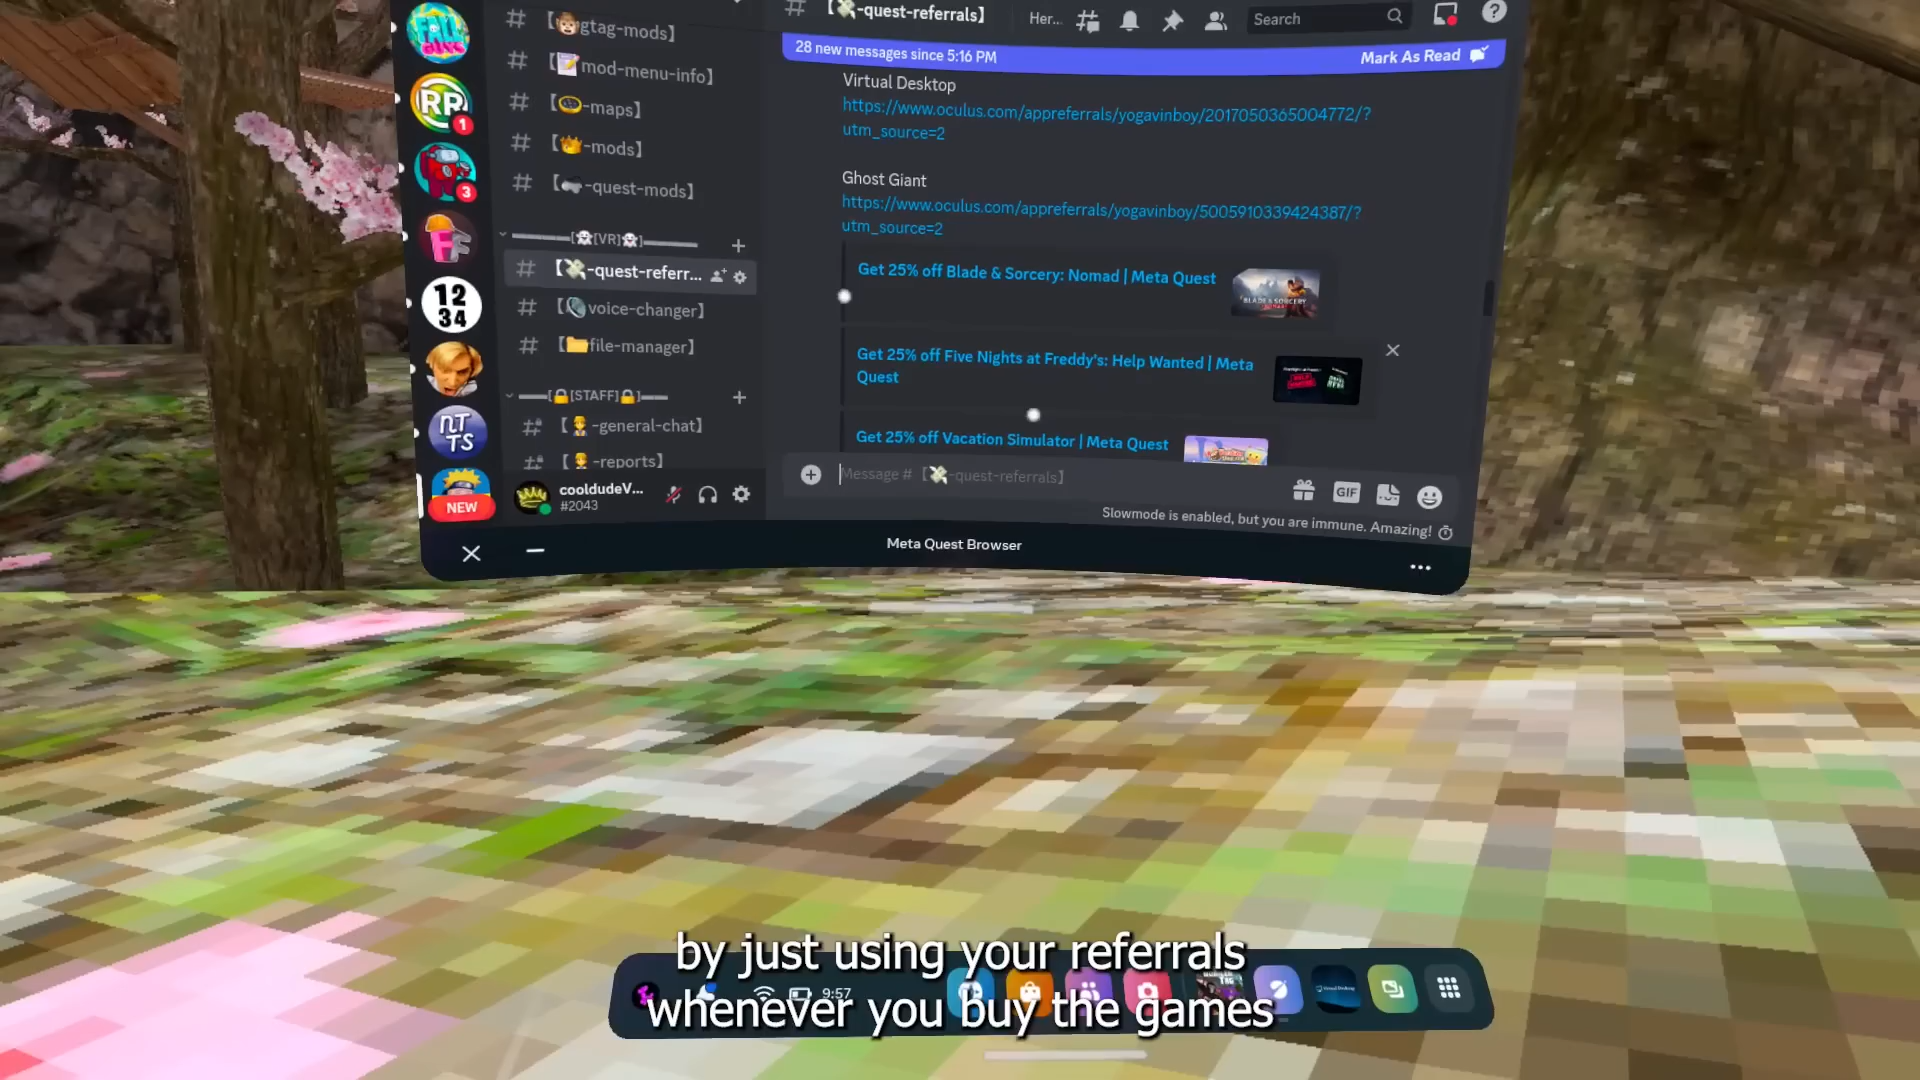 【🐵gtag-mods】
【📝mod-menu-info】
【-maps】
【👑-mods】
【-quest-mods】
[👻[VR]👻]
【💸-quest-referr...
【voice-changer】
【📁file-manager】
[🔒[STAFF]🔒]
【-general-chat】
【-reports】
RP
1
3
FF
12
34
nT
TS
NEW
cooldudeV...
#2043
【💸-quest-referrals】
Her...
Search
28 new messages since 5:16 PM
Mark As Read
Virtual Desktop
https://www.oculus.com/appreferrals/yogavinboy/2017050365004772/?
utm_source=2
Ghost Giant
https://www.oculus.com/appreferrals/yogavinboy/5005910339424387/?
utm_source=2
Get 25% off Blade & Sorcery: Nomad | Meta Quest
BLADE & SORCERY
Get 25% off Five Nights at Freddy's: Help Wanted | Meta
Quest
Get 25% off Vacation Simulator | Meta Quest
Message #【💸-quest-referrals】
GIF
Slowmode is enabled, but you are immune. Amazing!
Meta Quest Browser
by just using your referrals
9:57
whenever you buy the games